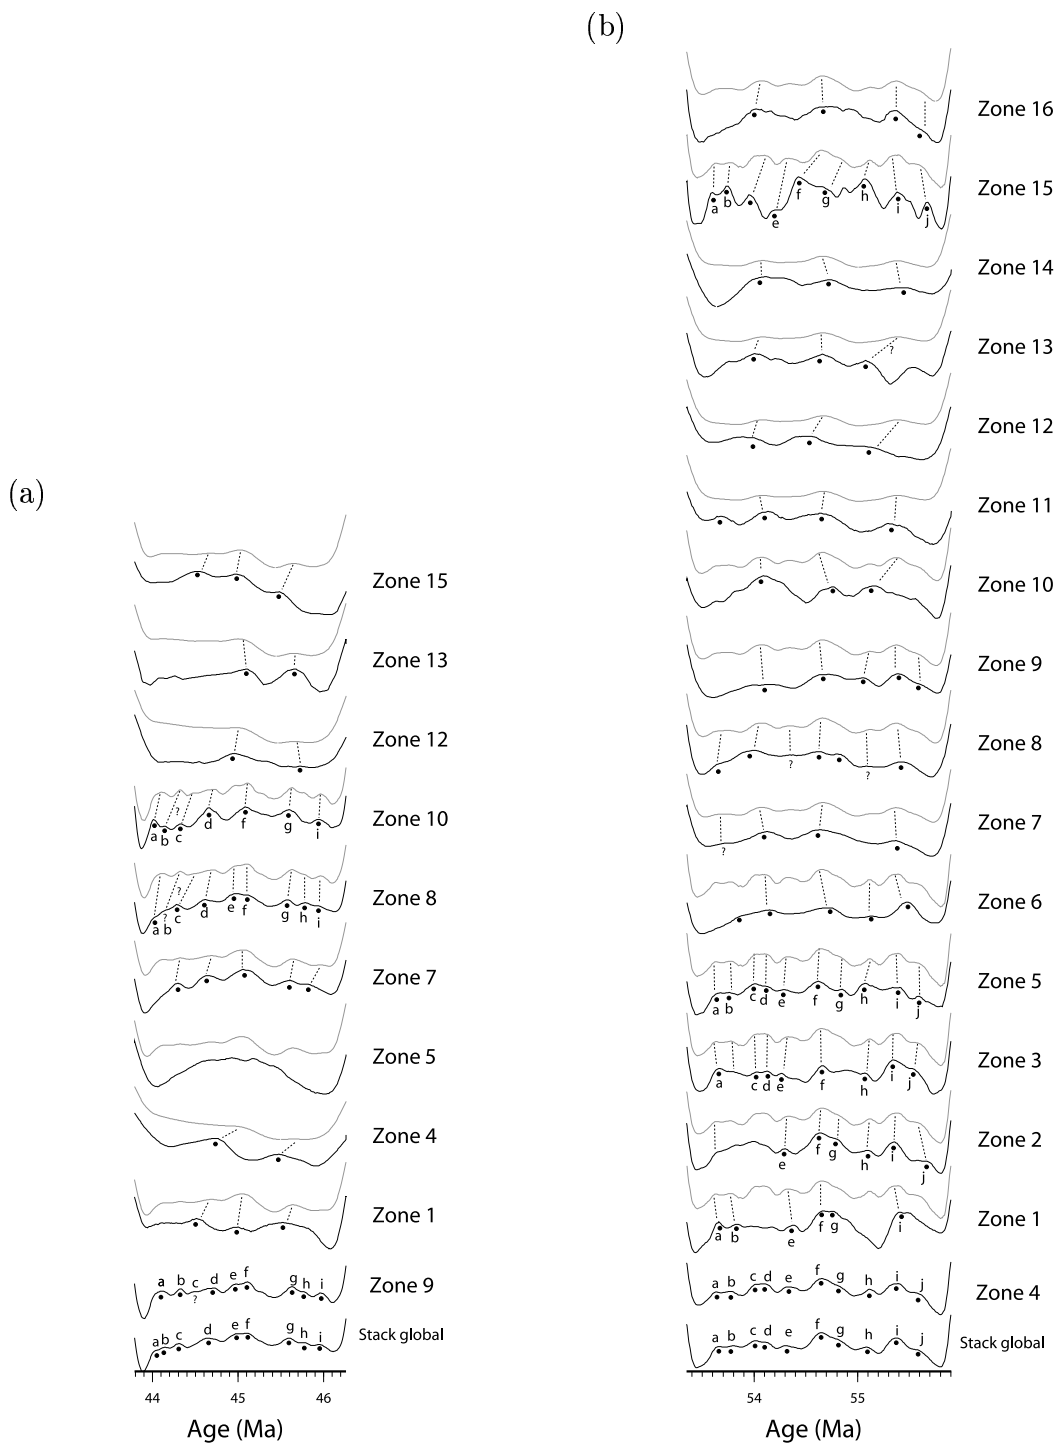 (b)
Zone 16
Zone 15
a b e f g h i j
Zone 14
Zone 13
?
Zone 12
Zone 11
Zone 10
Zone 9
Zone 8
? ?
Zone 7
?
Zone 6
Zone 5
a b c d e f g h i j
Zone 3
a c d e f h i j
Zone 2
e f g h i j
Zone 1
a b e f g i
Zone 4
a b c d e f g h i j
Stack global
a b c d e f g h i j
54 55
Age (Ma)
(a)
Zone 15
Zone 13
Zone 12
Zone 10
?
a b c d f g i
Zone 8
?
a ? b c d e f g h i
Zone 7
Zone 5
Zone 4
Zone 1
Zone 9
a b c d e f g h i
?
Stack global
a b c d e f g h i
44 45 46
Age (Ma)